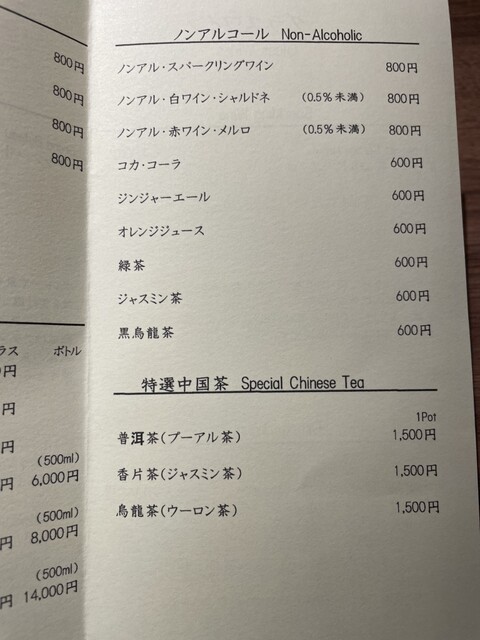 800円
800円
800円
800円
ラス ボトル
円
円
円
(500ml)
円 6,000円
(500ml)
円 8,000円
(500ml)
円 14,000円
ノンアルコール Non-Alcoholic
ノンアル・スパークリングワイン 800円
ノンアル・白ワイン・シャルドネ (0.5%未満) 800円
ノンアル・赤ワイン・メルロ (0.5%未満) 800円
コカ・コーラ 600円
ジンジャーエール 600円
オレンジジュース 600円
緑茶 600円
ジャスミン茶 600円
黒烏龍茶 600円
特選中国茶 Special Chinese Tea
1Pot
普洱茶(プーアル茶) 1,500円
香片茶(ジャスミン茶) 1,500円
烏龍茶(ウーロン茶) 1,500円